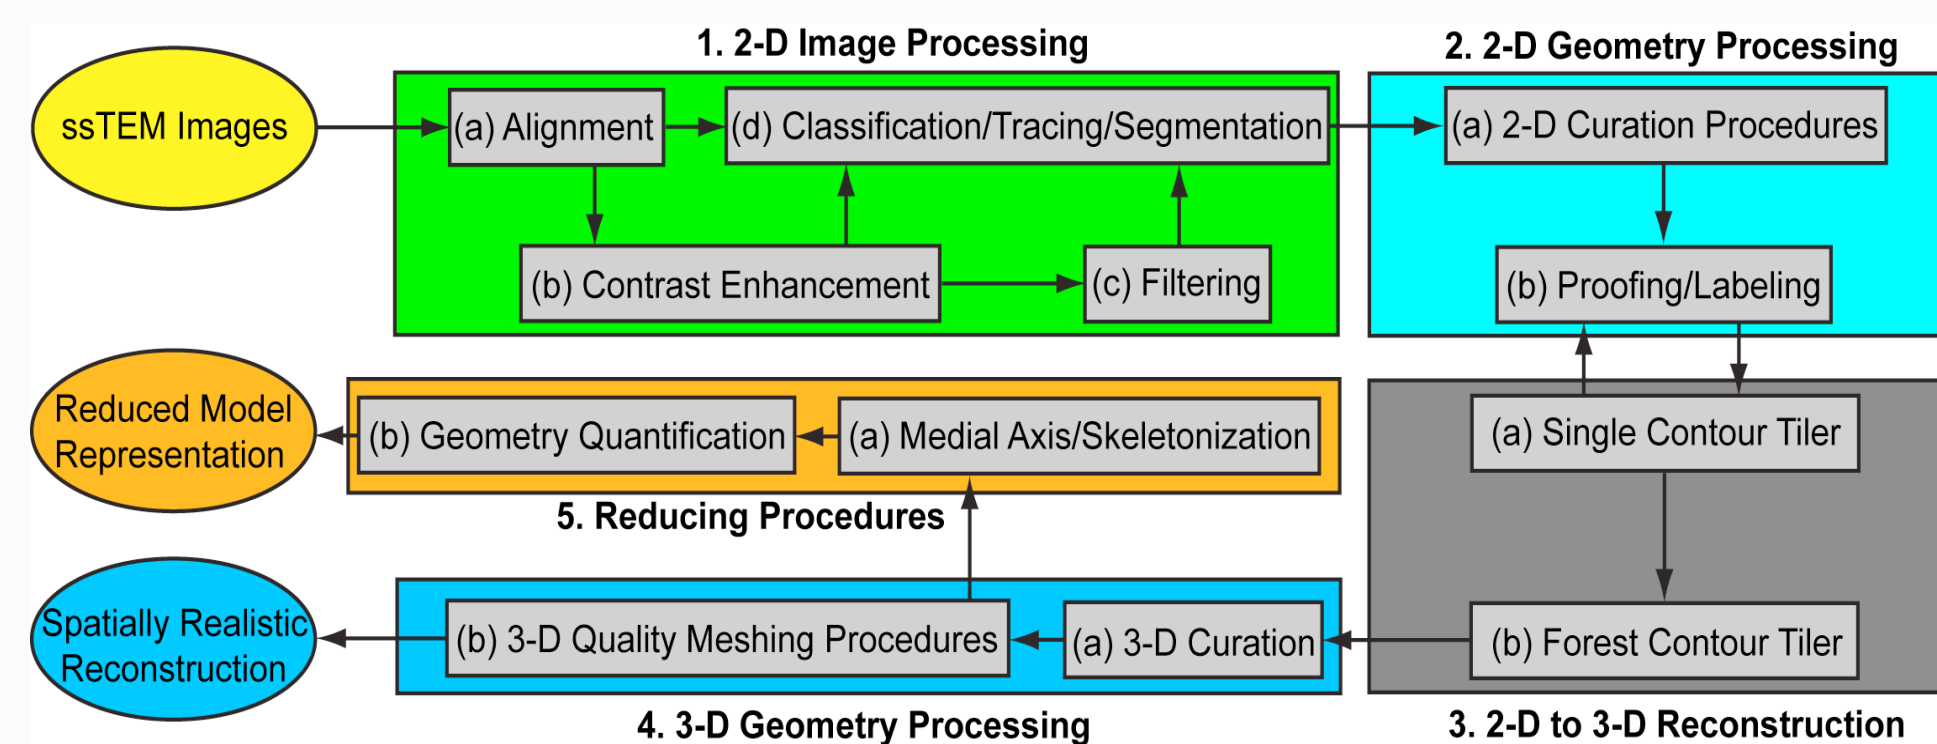 1. 2-D Image Processing
2. 2-D Geometry Processing
ssTEM Images
(a) Alignment
(d) Classification/Tracing/Segmentation
(a) 2-D Curation Procedures
(b) Contrast Enhancement
(c) Filtering
(b) Proofing/Labeling
Reduced Model
Representation
(b) Geometry Quantification
(a) Medial Axis/Skeletonization
(a) Single Contour Tiler
5. Reducing Procedures
Spatially Realistic
Reconstruction
(b) 3-D Quality Meshing Procedures
(a) 3-D Curation
(b) Forest Contour Tiler
4. 3-D Geometry Processing
3. 2-D to 3-D Reconstruction